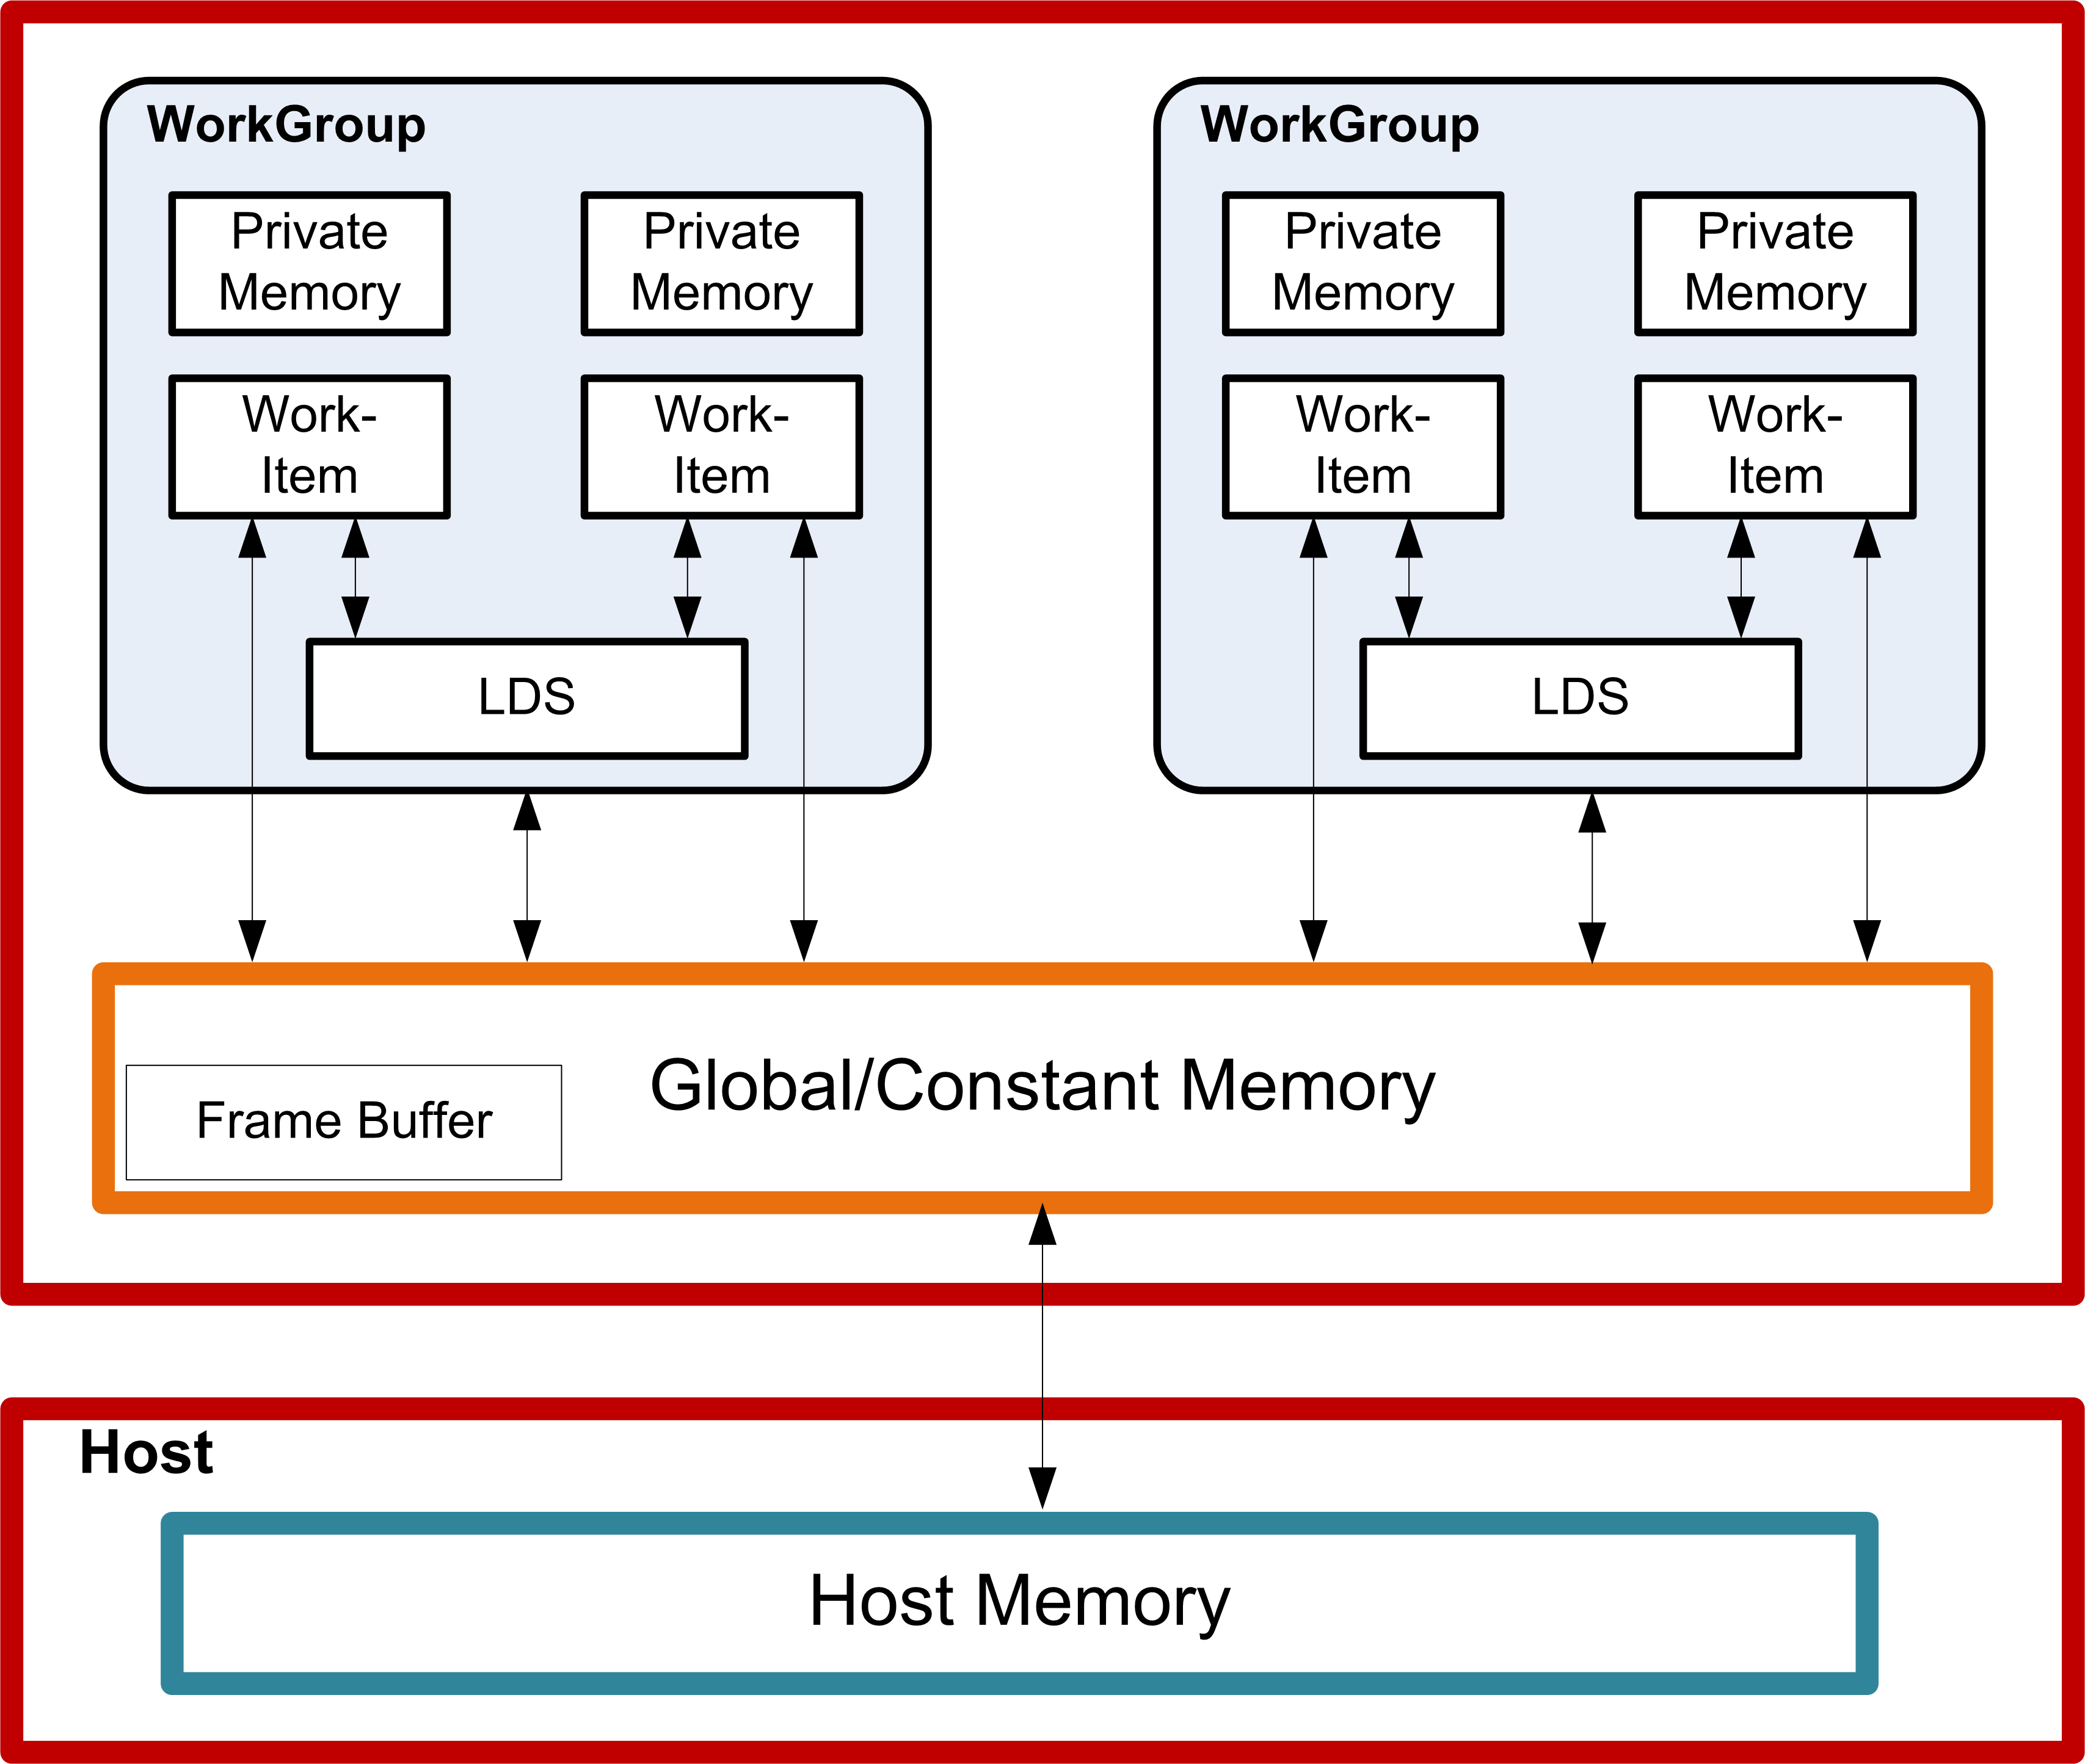 WorkGroup
Private
Memory
Private
Memory
Work-
Item
Work-
Item
LDS
WorkGroup
Private
Memory
Private
Memory
Work-
Item
Work-
Item
LDS
Global/Constant Memory
Frame Buffer
Host
Host Memory